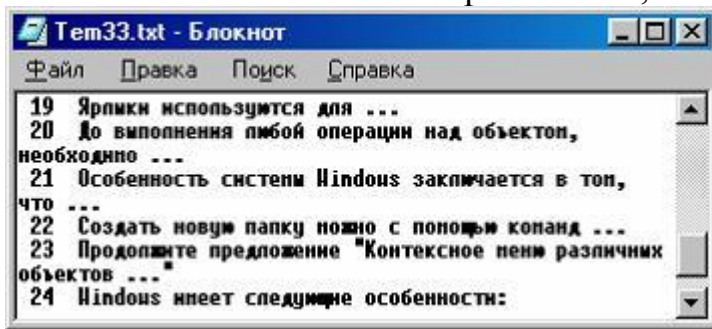 Tem33.txt - Блокнот
Файл Правка Поиск Справка
19 Ярлыки используются для ...
20 До выполнения любой операции над объектом,
необходимо ...
21 Особенность системы Windows заключается в том,
что ...
22 Создать новую папку можно с помощью команд ...
23 Продолжите предложение "Контексное меню различных
объектов ..."
24 Windows имеет следующие особенности: